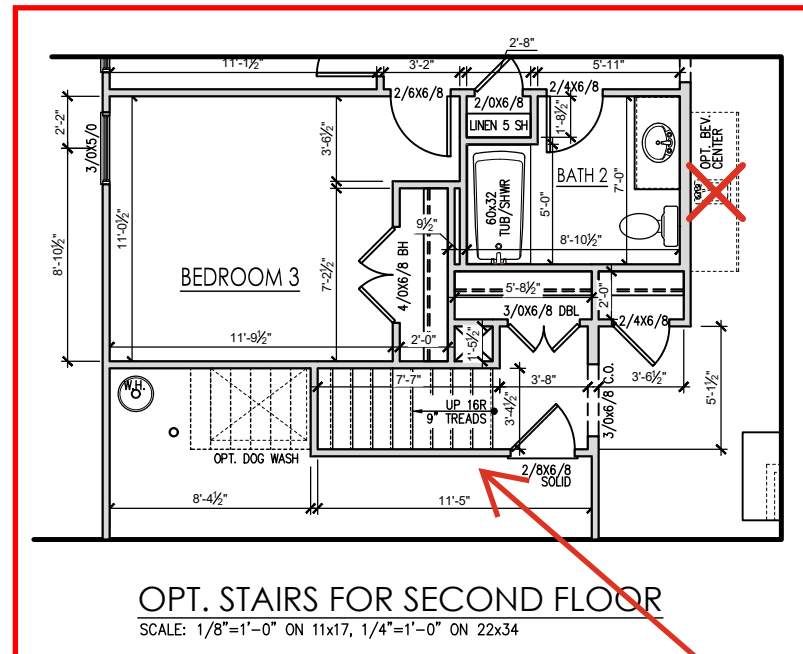 2'-8"
11'-1½"
3'-2"
5'-11"
2/6X6/8
2/0X6/8
2/4X6/8
LINEN 5 SH
1'-8½"
2'-2"
3/0X5/0
3'-6½"
OPT. BEV.
CENTER
BATH 2
60x32
TUB/SHWR
5'-0"
7'-0"
11'-0½"
8'-10½"
7'-2½"
9½"
8'-10½"
BEDROOM 3
4/0X6/8 BH
5'-8½"
2'-0"
3/0X6/8 DBL
2/4X6/8
11'-9½"
2'-0"
1'-5½"
W.H.
7'-7"
3'-8"
3'-6½"
3'-4½"
3/0x6/8 C.O.
5'-1½"
UP 16R
9" TREADS
OPT. DOG WASH
2/8X6/8
SOLID
8'-4½"
11'-5"
OPT. STAIRS FOR SECOND FLOOR
SCALE: 1/8"=1'-0" ON 11x17, 1/4"=1'-0" ON 22x34